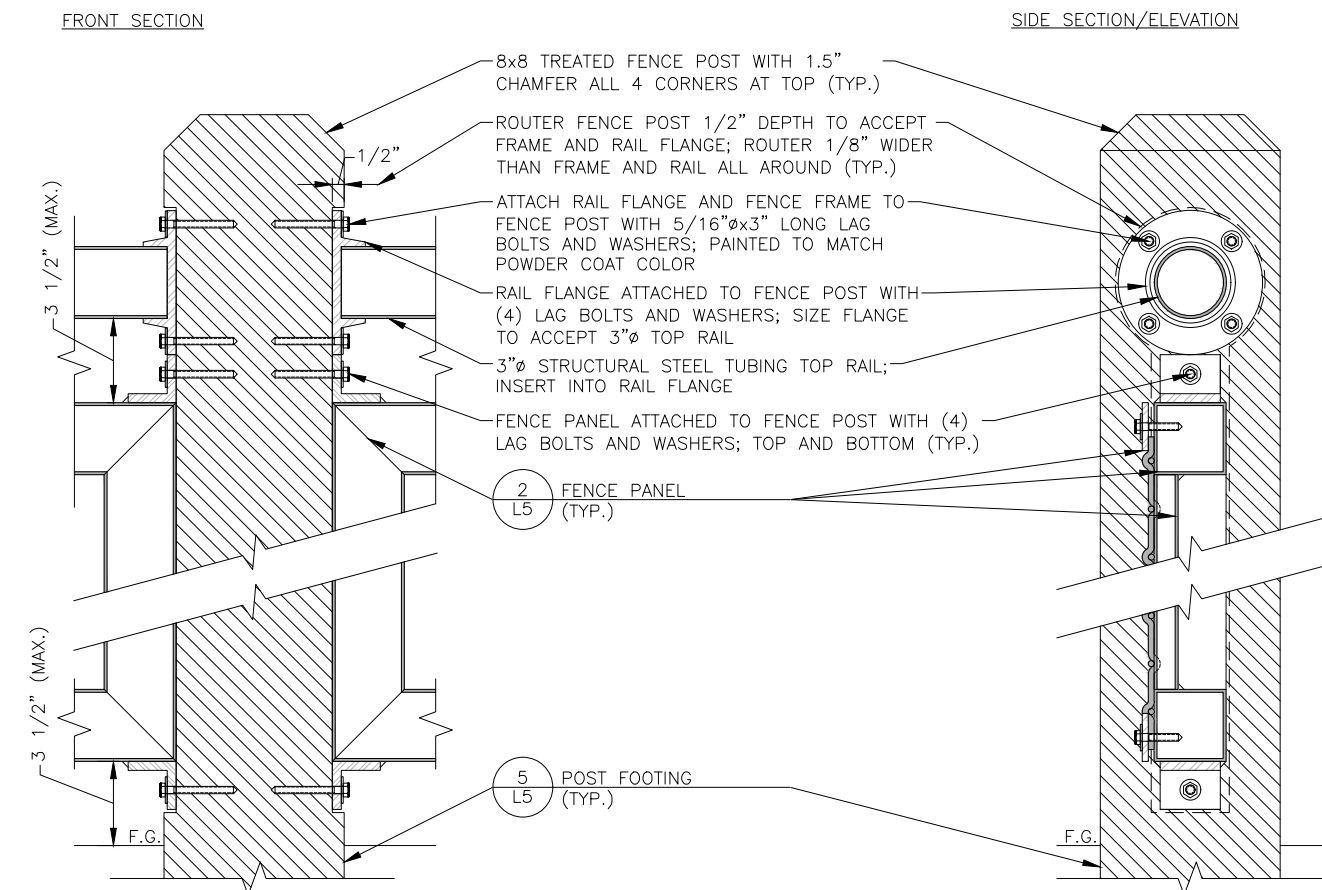 FRONT SECTION
SIDE SECTION/ELEVATION
8x8 TREATED FENCE POST WITH 1.5”
CHAMFER ALL 4 CORNERS AT TOP (TYP.)
ROUTER FENCE POST 1/2” DEPTH TO ACCEPT
FRAME AND RAIL FLANGE; ROUTER 1/8” WIDER
THAN FRAME AND RAIL ALL AROUND (TYP.)
1/2”
ATTACH RAIL FLANGE AND FENCE FRAME TO
FENCE POST WITH 5/16”øx3” LONG LAG
BOLTS AND WASHERS; PAINTED TO MATCH
POWDER COAT COLOR
3 1/2” (MAX.)
RAIL FLANGE ATTACHED TO FENCE POST WITH
(4) LAG BOLTS AND WASHERS; SIZE FLANGE
TO ACCEPT 3”ø TOP RAIL
3”ø STRUCTURAL STEEL TUBING TOP RAIL;
INSERT INTO RAIL FLANGE
FENCE PANEL ATTACHED TO FENCE POST WITH (4)
LAG BOLTS AND WASHERS; TOP AND BOTTOM (TYP.)
2
L5
FENCE PANEL
(TYP.)
3 1/2” (MAX.)
5
L5
POST FOOTING
(TYP.)
F.G.
F.G.